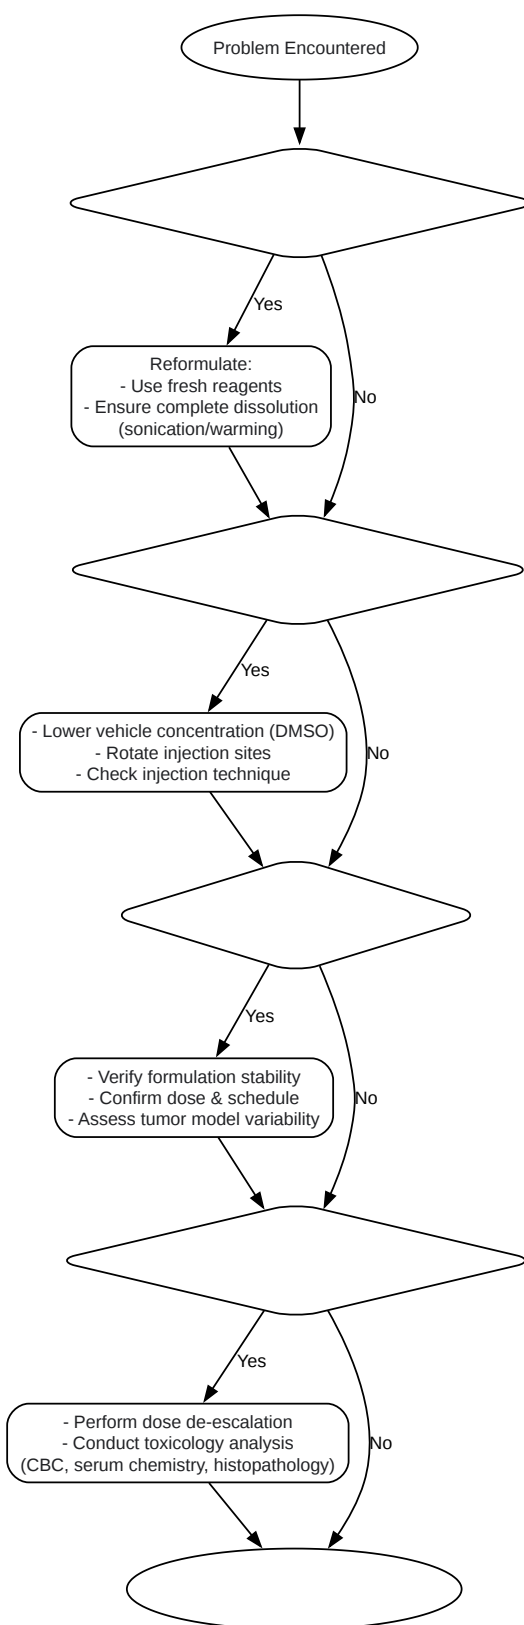 Problem Encountered
Yes
Reformulate:
- Use fresh reagents
- Ensure complete dissolution
(sonication/warming)
No
Yes
- Lower vehicle concentration (DMSO)
- Rotate injection sites
- Check injection technique
No
Yes
- Verify formulation stability
- Confirm dose & schedule
- Assess tumor model variability
No
Yes
- Perform dose de-escalation
- Conduct toxicology analysis
(CBC, serum chemistry, histopathology)
No